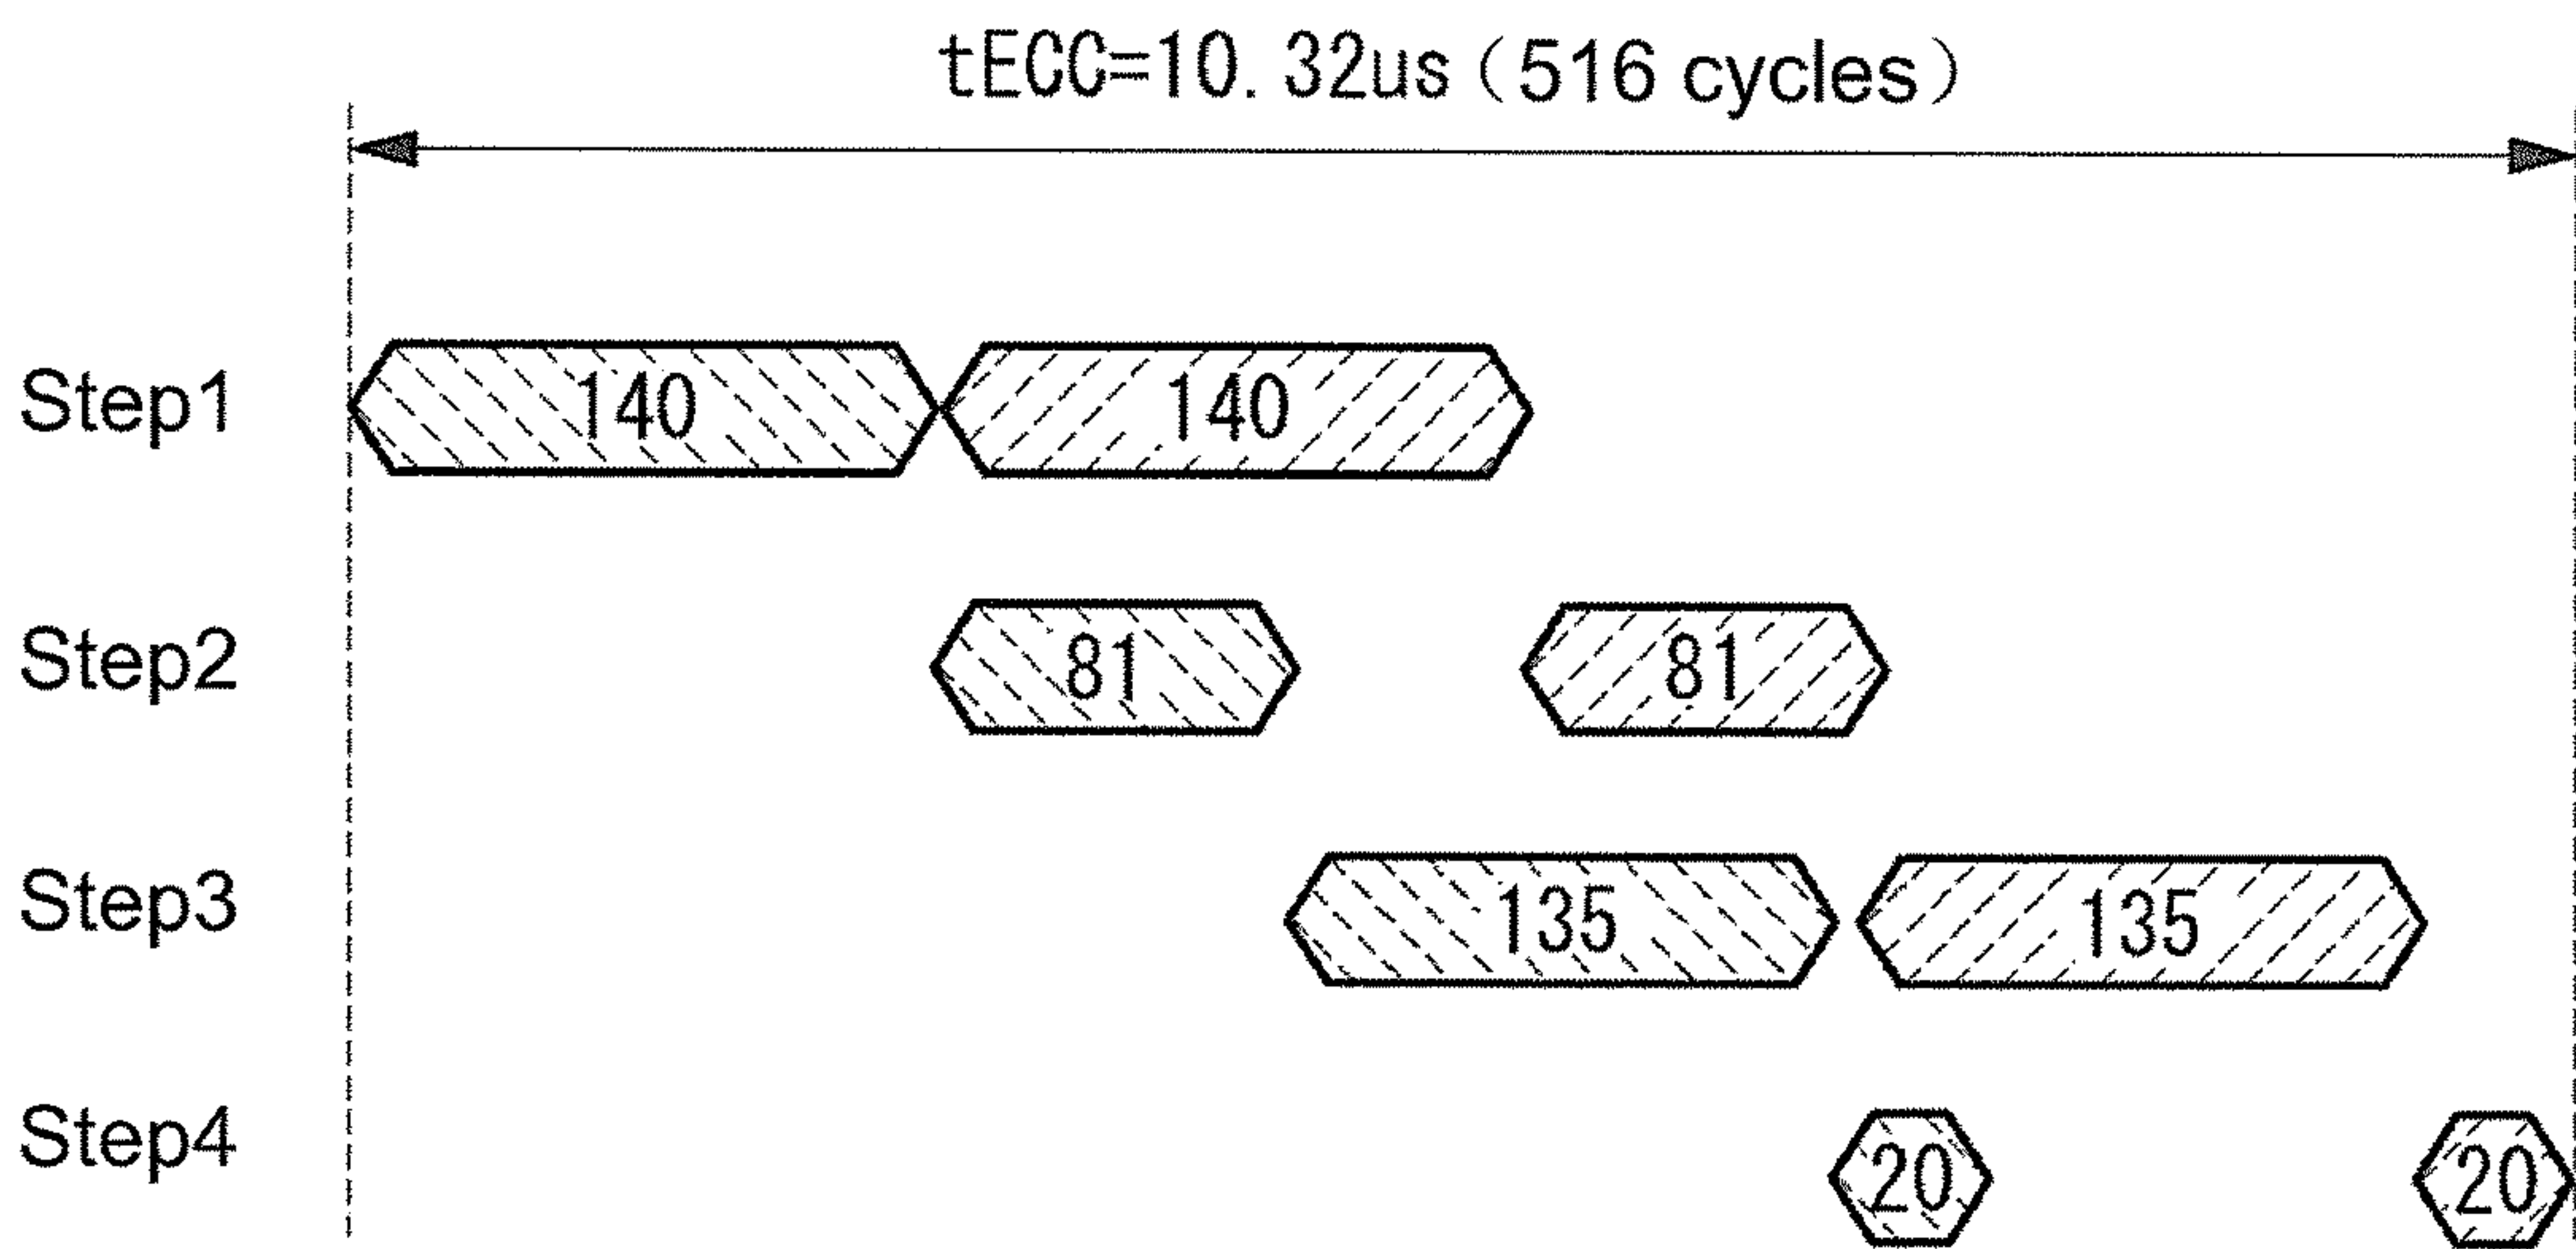 tECC=10.32us (516 cycles)
Step1 140 140
Step2 81 81
Step3 135 135
Step4 20 20